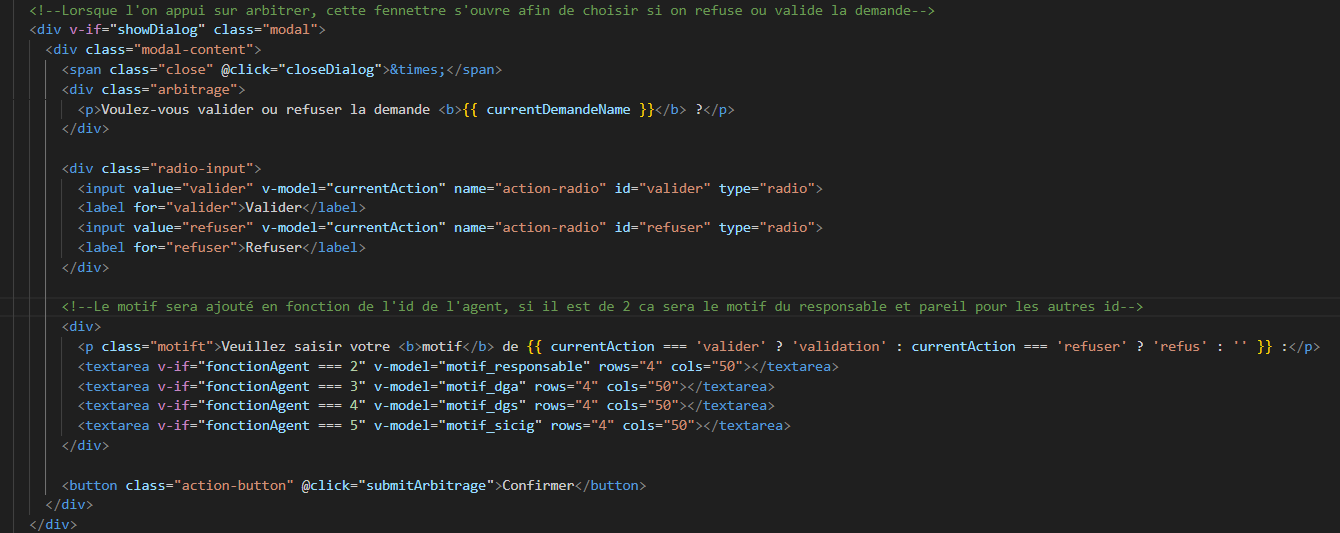 <!--Lorsque l'on appui sur arbitrer, cette fennettre s'ouvre afin de choisir si on refuse ou valide la demande-->
<div v-if="showDialog" class="modal">
<div class="modal-content">
<span class="close" @click="closeDialog">&times;</span>
<div class="arbitrage">
<p>Voulez-vous valider ou refuser la demande <b>{{ currentDemandeName }}</b> ?</p>
</div>
<div class="radio-input">
<input value="valider" v-model="currentAction" name="action-radio" id="valider" type="radio">
<label for="valider">Valider</label>
<input value="refuser" v-model="currentAction" name="action-radio" id="refuser" type="radio">
<label for="refuser">Refuser</label>
</div>
<!--Le motif sera ajouté en fonction de l'id de l'agent, si il est de 2 ca sera le motif du responsable et pareil pour les autres id-->
<div>
<p class="motift">Veuillez saisir votre <b>motif</b> de {{ currentAction === 'valider' ? 'validation' : currentAction === 'refuser' ? 'refus' : '' }} :</p>
<textarea v-if="fonctionAgent === 2" v-model="motif_responsable" rows="4" cols="50"></textarea>
<textarea v-if="fonctionAgent === 3" v-model="motif_dga" rows="4" cols="50"></textarea>
<textarea v-if="fonctionAgent === 4" v-model="motif_dgs" rows="4" cols="50"></textarea>
<textarea v-if="fonctionAgent === 5" v-model="motif_sicig" rows="4" cols="50"></textarea>
</div>
<button class="action-button" @click="submitArbitrage">Confirmer</button>
</div>
</div>